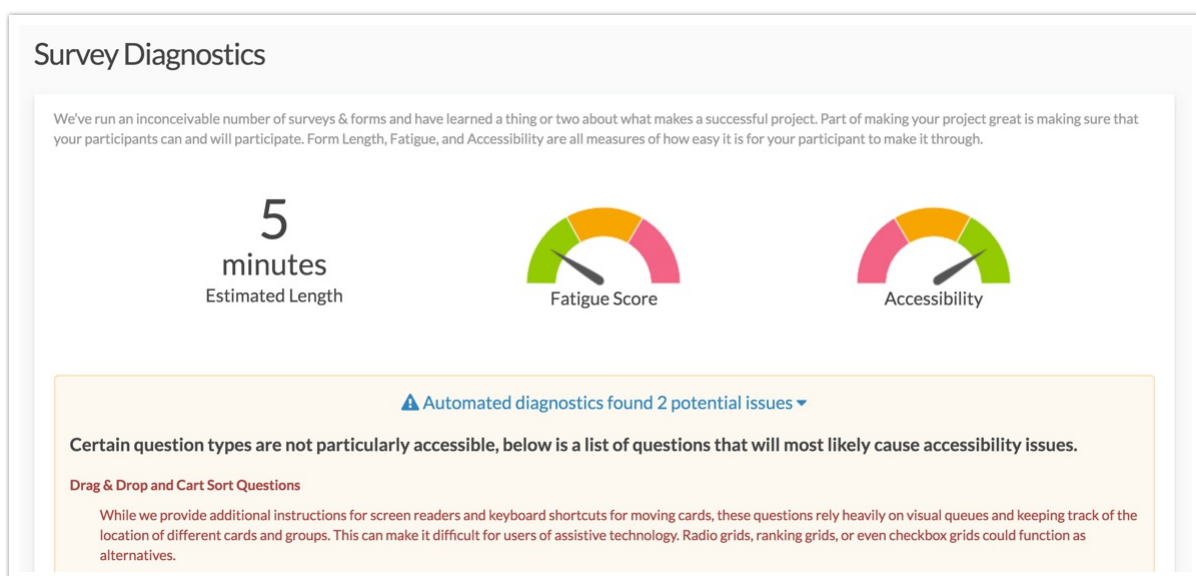 Survey Diagnostics
We've run an inconceivable number of surveys & forms and have learned a thing or two about what makes a successful project. Part of making your project great is making sure that
your participants can and will participate. Form Length, Fatigue, and Accessibility are all measures of how easy it is for your participant to make it through.
5
minutes
Estimated Length
Fatigue Score
Accessibility
Automated diagnostics found 2 potential issues
Certain question types are not particularly accessible, below is a list of questions that will most likely cause accessibility issues.
Drag & Drop and Cart Sort Questions
While we provide additional instructions for screen readers and keyboard shortcuts for moving cards, these questions rely heavily on visual queues and keeping track of the
location of different cards and groups. This can make it difficult for users of assistive technology. Radio grids, ranking grids, or even checkbox grids could function as
alternatives.